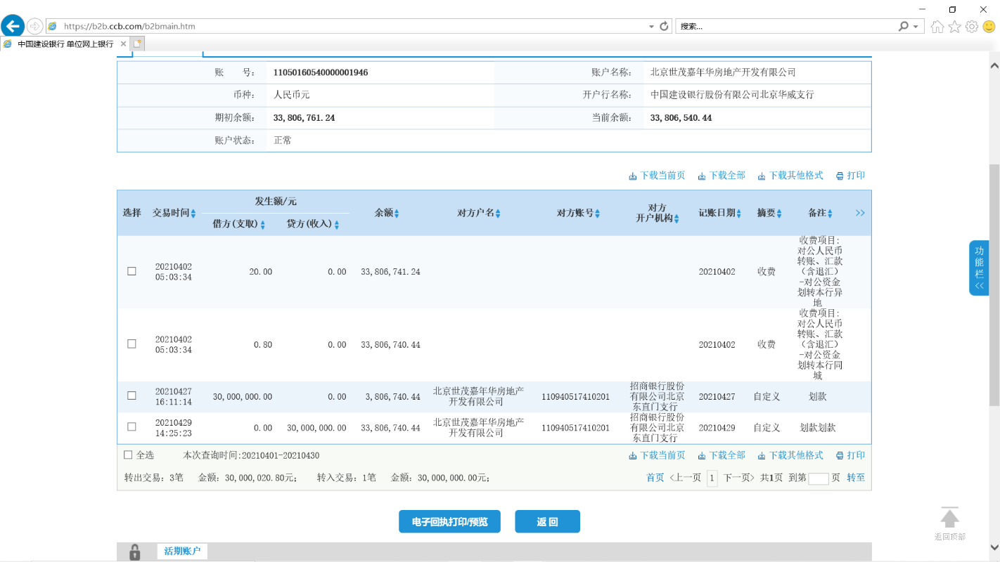 https://b2b.ccb.com/b2bmain.htm
搜索...
中国建设银行 单位网上银行
账 号： 11050160540000001946 账户名称： 北京世茂嘉年华房地产开发有限公司
币种： 人民币元 开户行名称： 中国建设银行股份有限公司北京华威支行
期初余额： 33,806,761.24 当前余额： 33,806,540.44
账户状态： 正常
下载当前页 下载全部 下载其他格式 打印
选择 交易时间 发生额/元 借方(支取) 贷方(收入) 余额 对方户名 对方账号 对方 开户机构 记账日期 摘要 备注 >>
20210402
05:03:34
20.00 0.00 33,806,741.24 20210402 收费
收费项目:
对公人民币
转账、汇款
（含退汇）
-对公资金
划转本行异
地
20210402
05:03:34
0.80 0.00 33,806,740.44 20210402 收费
收费项目:
对公人民币
转账、汇款
（含退汇）
-对公资金
划转本行同
城
20210427
16:11:14
30,000,000.00 0.00 3,806,740.44
北京世茂嘉年华房地产
开发有限公司
110940517410201
招商银行股份
有限公司北京
东直门支行
20210427 自定义 划款
20210429
14:25:23
0.00 30,000,000.00 33,806,740.44
北京世茂嘉年华房地产
开发有限公司
110940517410201
招商银行股份
有限公司北京
东直门支行
20210429 自定义 划款划款
全选 本次查询时间:20210401-20210430 下载当前页 下载全部 下载其他格式 打印
转出交易: 3笔 金额: 30,000,020.80元; 转入交易: 1笔 金额: 30,000,000.00元; 首页 <上一页 1 下一页> 共1页 到第 页 转至
电子回执打印/预览 返 回
活期账户
功
能
栏
<<
返回顶部